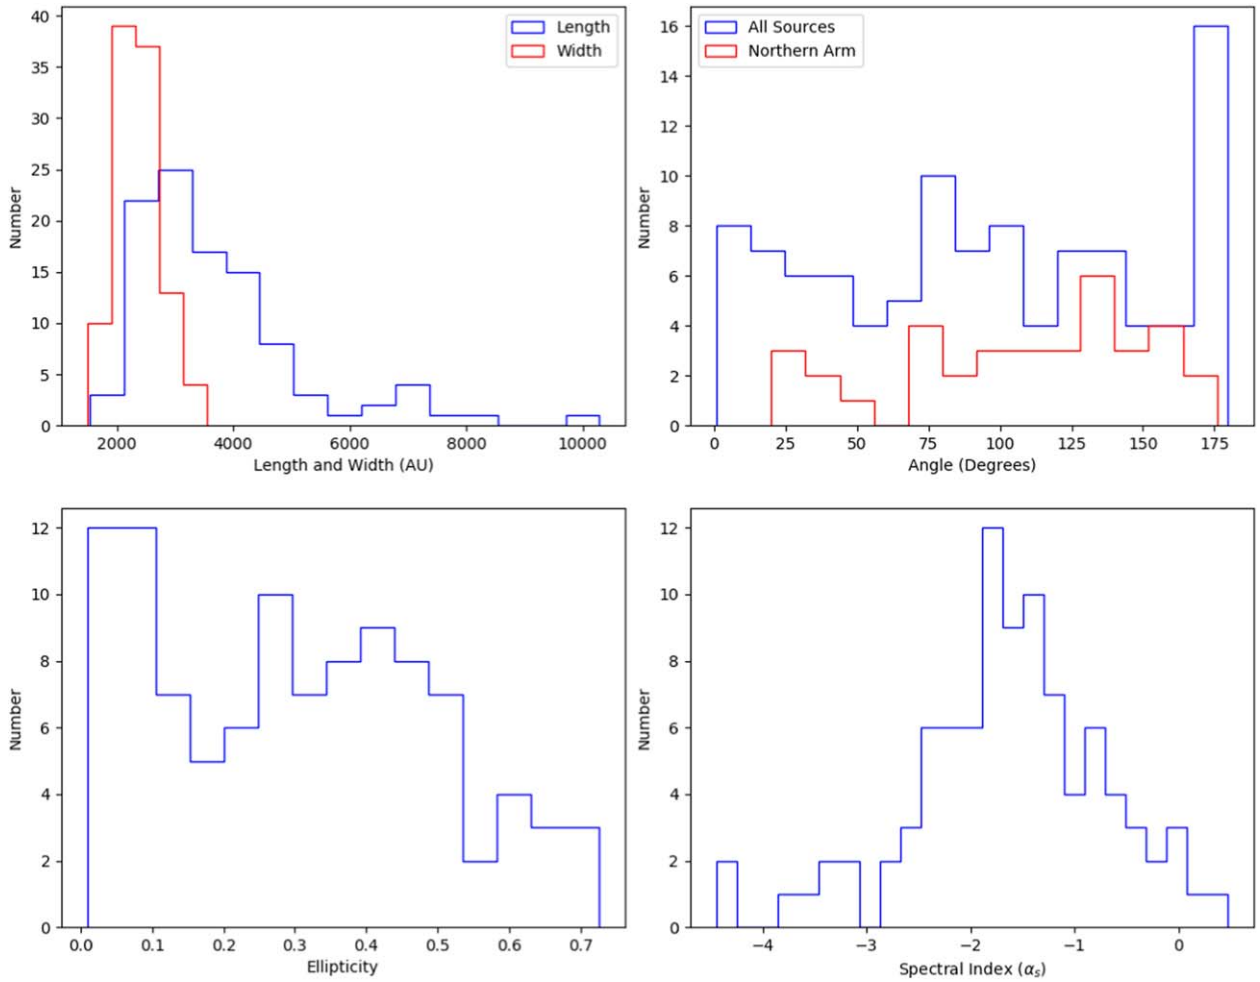 40
35
30
25
20
15
10
5
0
Number
Length
Width
2000 4000 6000 8000 10000
Length and Width (AU)
16
14
12
10
8
6
4
2
0
Number
All Sources
Northern Arm
0 25 50 75 100 125 150 175
Angle (Degrees)
12
10
8
6
4
2
0
Number
0.0 0.1 0.2 0.3 0.4 0.5 0.6 0.7
Ellipticity
12
10
8
6
4
2
0
Number
−4 −3 −2 −1 0
Spectral Index (αs)